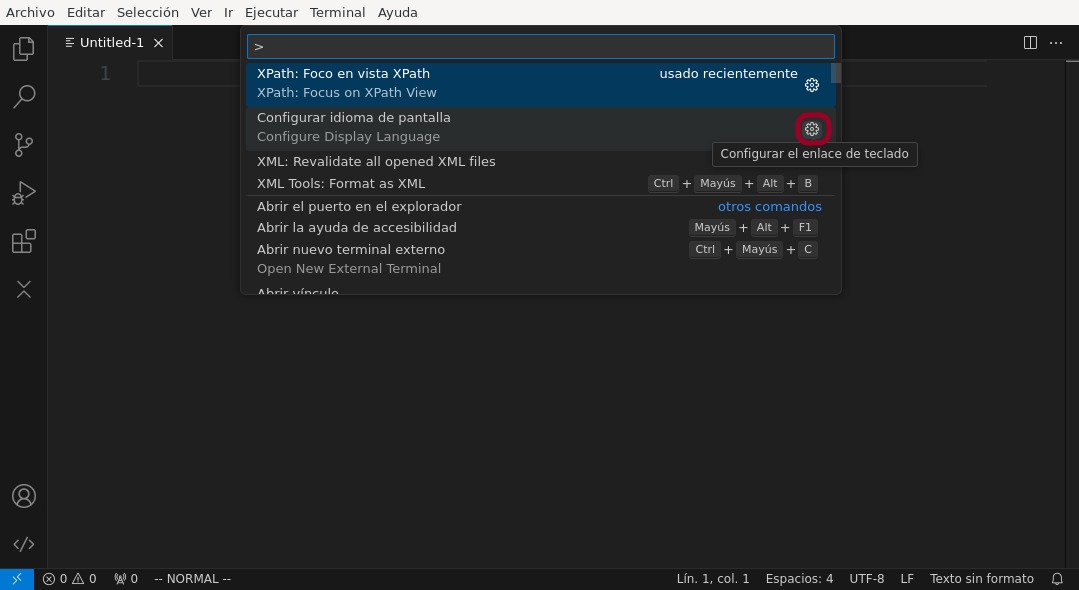 Archivo Editar Selección Ver Ir Ejecutar Terminal Ayuda
Untitled-1
>
XPath: Foco en vista XPath usado recientemente
XPath: Focus on XPath View
Configurar idioma de pantalla
Configure Display Language
Configurar el enlace de teclado
XML: Revalidate all opened XML files
XML Tools: Format as XML Ctrl + Mayús + Alt + B
Abrir el puerto en el explorador otros comandos
Abrir la ayuda de accesibilidad Mayús + Alt + F1
Abrir nuevo terminal externo Ctrl + Mayús + C
Open New External Terminal
Abrir vínculo
1
0 0 0 -- NORMAL -- Lín. 1, col. 1 Espacios: 4 UTF-8 LF Texto sin formato